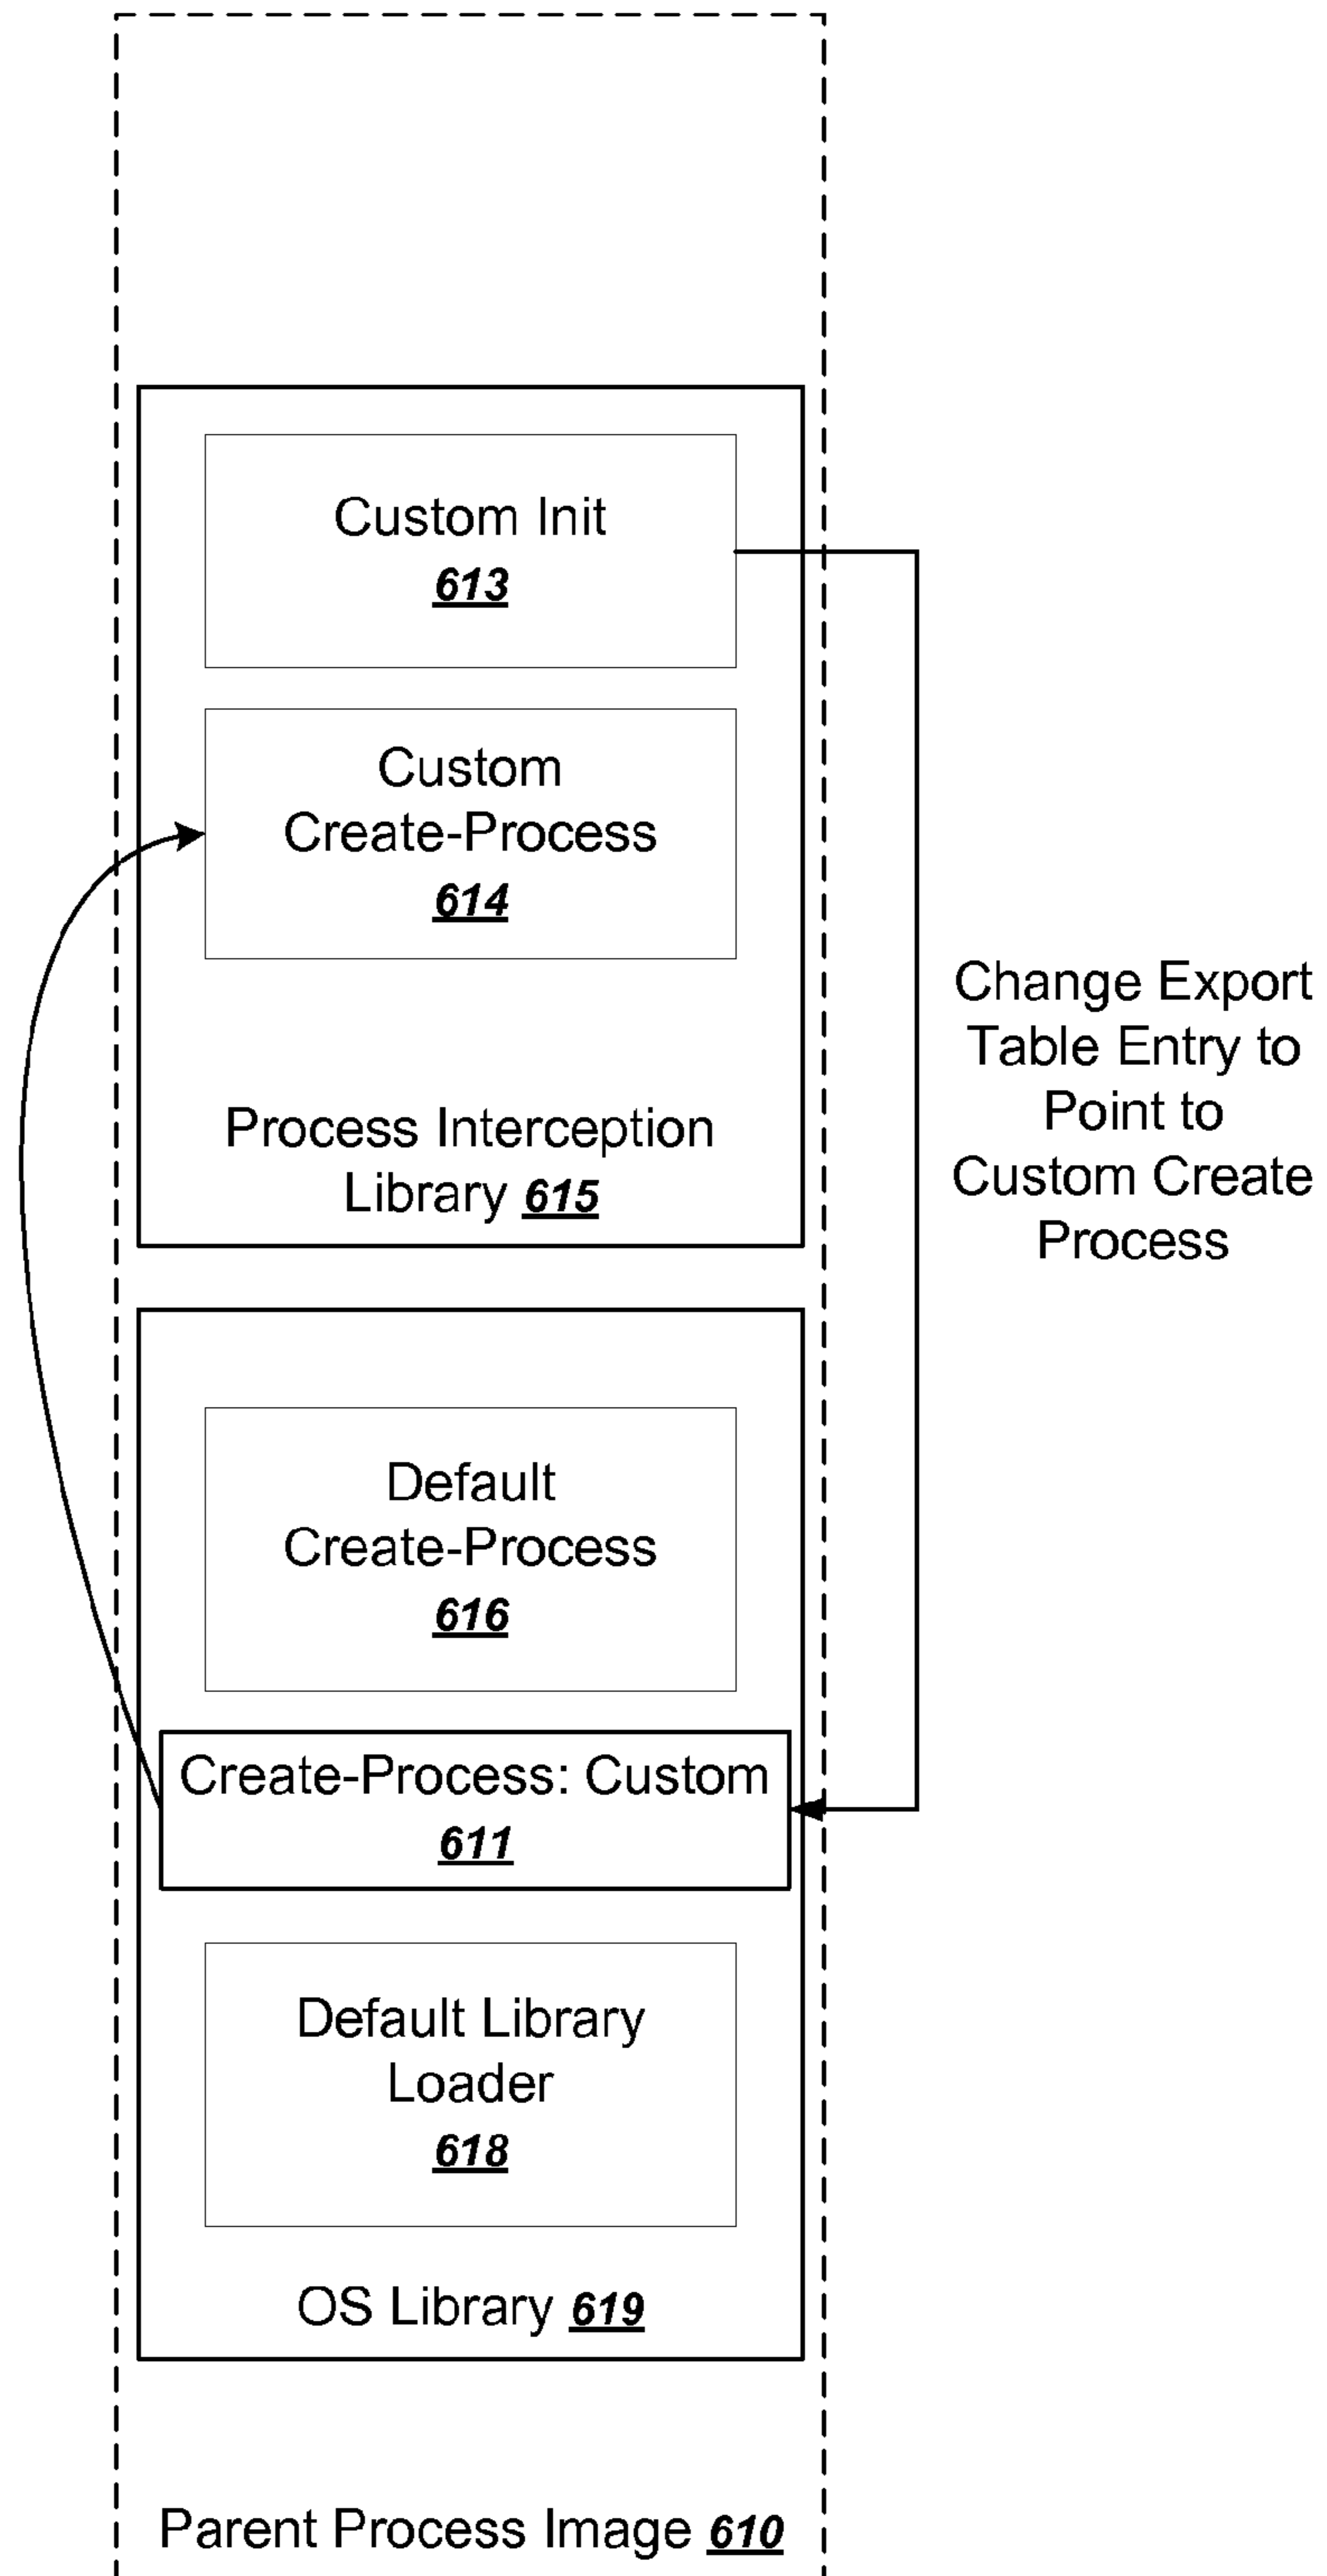 Custom Init
613
Custom
Create-Process
614
Process Interception
Library 615
Change Export
Table Entry to
Point to
Custom Create
Process
Default
Create-Process
616
Create-Process: Custom
611
Default Library
Loader
618
OS Library 619
Parent Process Image 610